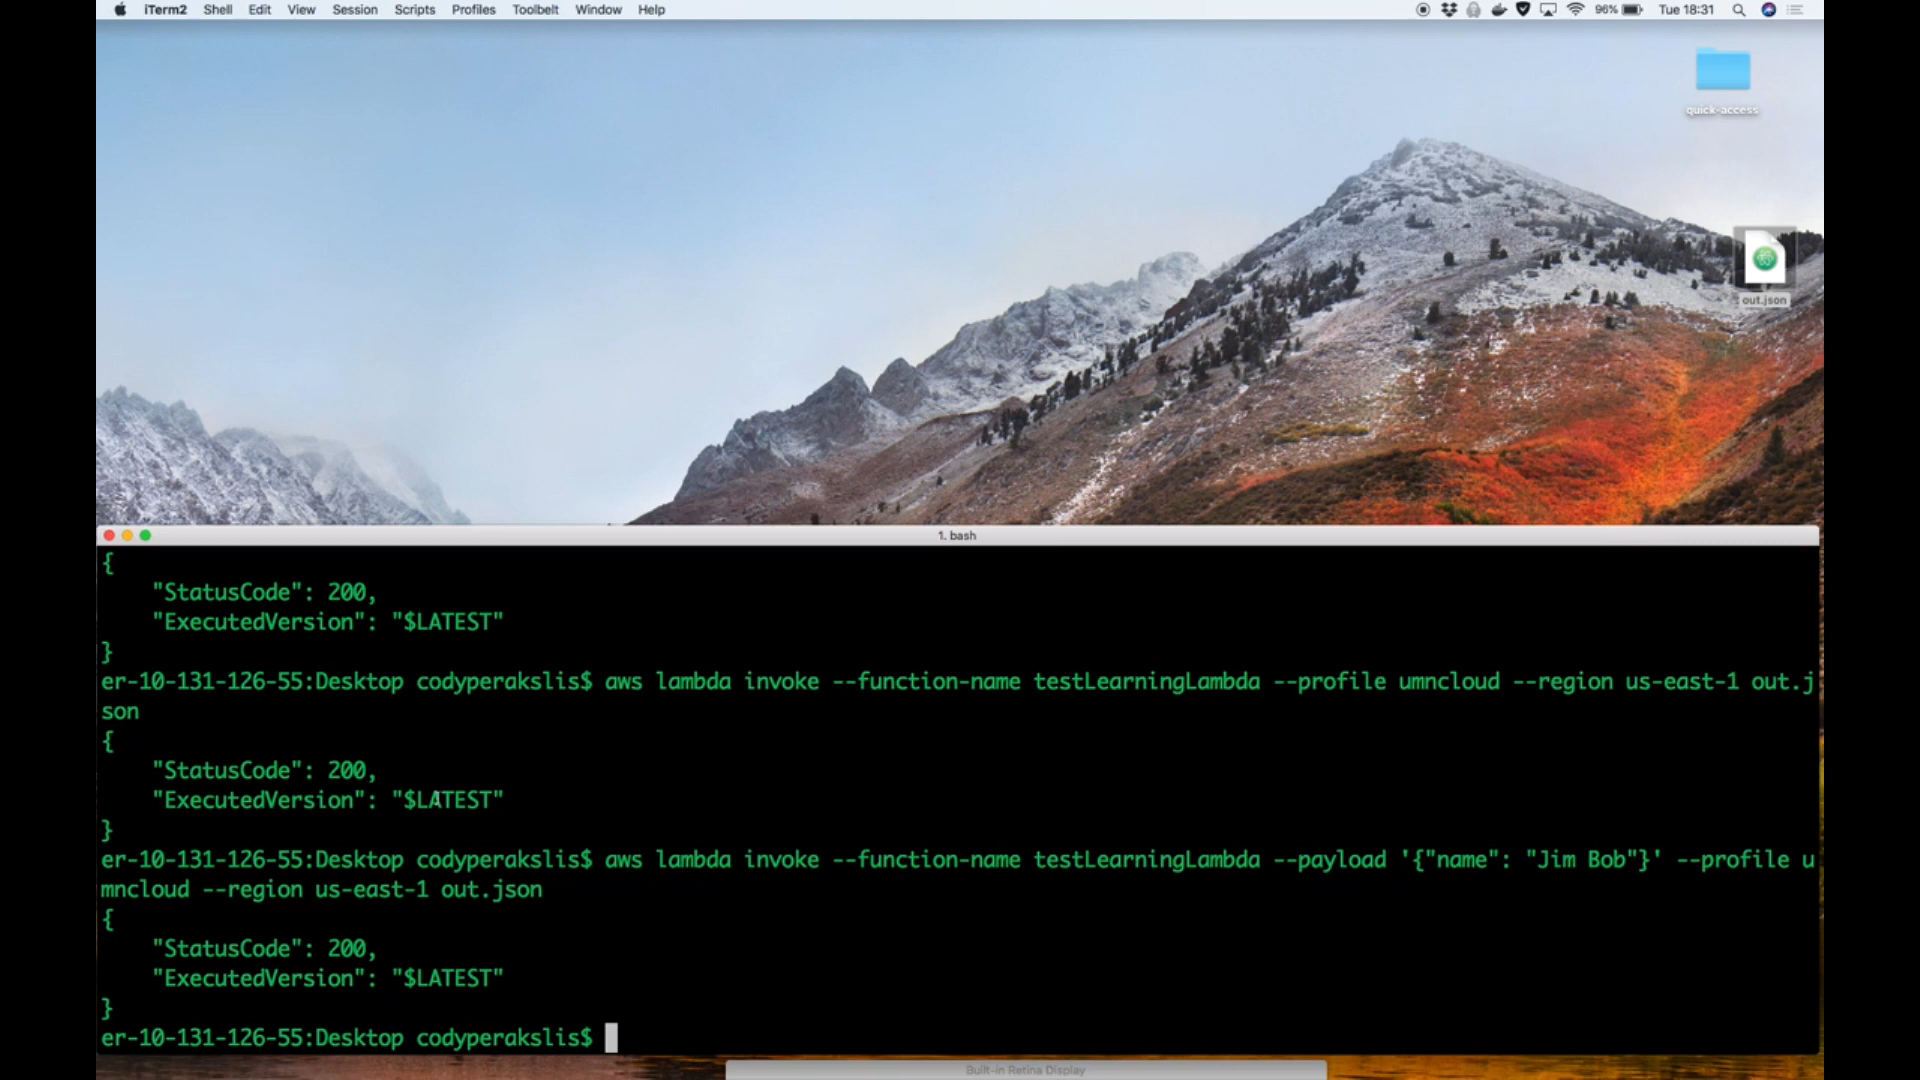 iTerm2 Shell Edit View Session Scripts Profiles Toolbelt Window Help 96% Tue 18:31
quick-access
out.json
1. bash
{
"StatusCode": 200,
"ExecutedVersion": "$LATEST"
}
er-10-131-126-55:Desktop codyperakslis$ aws lambda invoke --function-name testLearningLambda --profile umncloud --region us-east-1 out.j
son
{
"StatusCode": 200,
"ExecutedVersion": "$LATEST"
}
er-10-131-126-55:Desktop codyperakslis$ aws lambda invoke --function-name testLearningLambda --payload '{"name": "Jim Bob"}' --profile u
mncloud --region us-east-1 out.json
{
"StatusCode": 200,
"ExecutedVersion": "$LATEST"
}
er-10-131-126-55:Desktop codyperakslis$
Built-in Retina Display